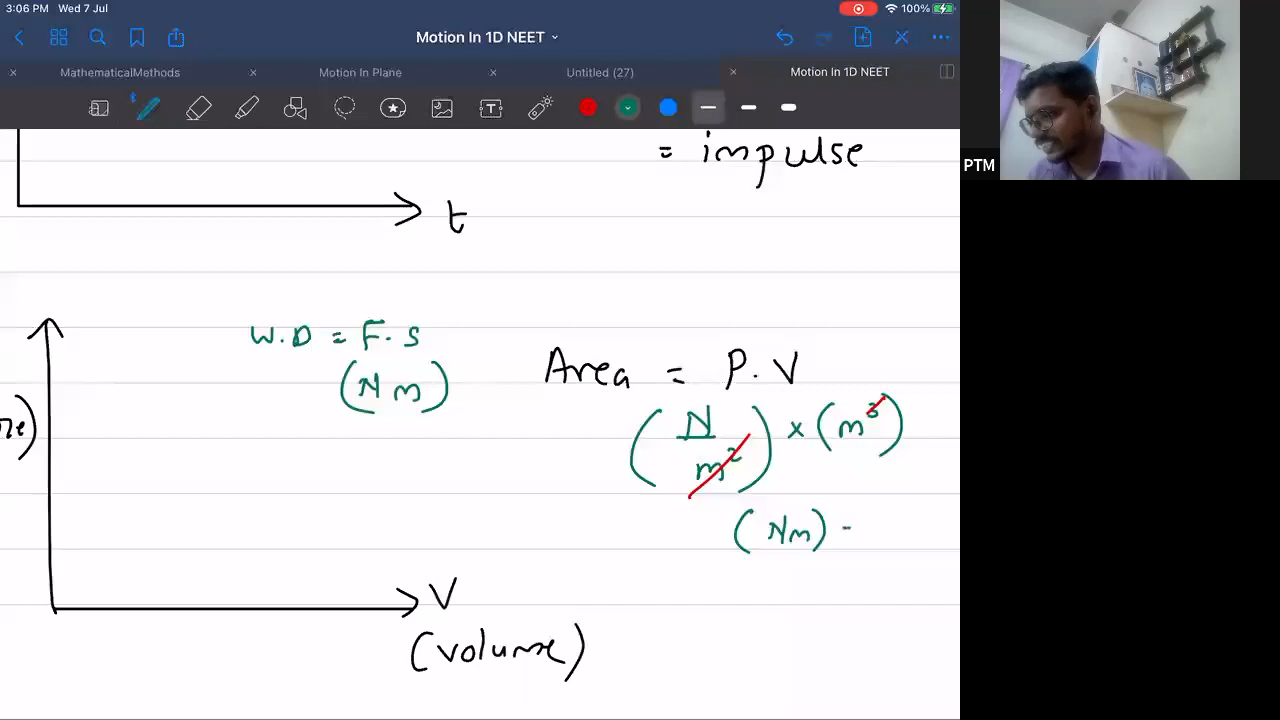 3:06 PM Wed 7 Jul
100%
Motion In 1D NEET
MathematicalMethods
Motion In Plane
Untitled (27)
Motion In 1D NEET
T
PTM
= impulse
t
W.D = F.S
(Nm)
Area = P.V
(N/m²) × (m³)
(Nm) -
V
(volume)